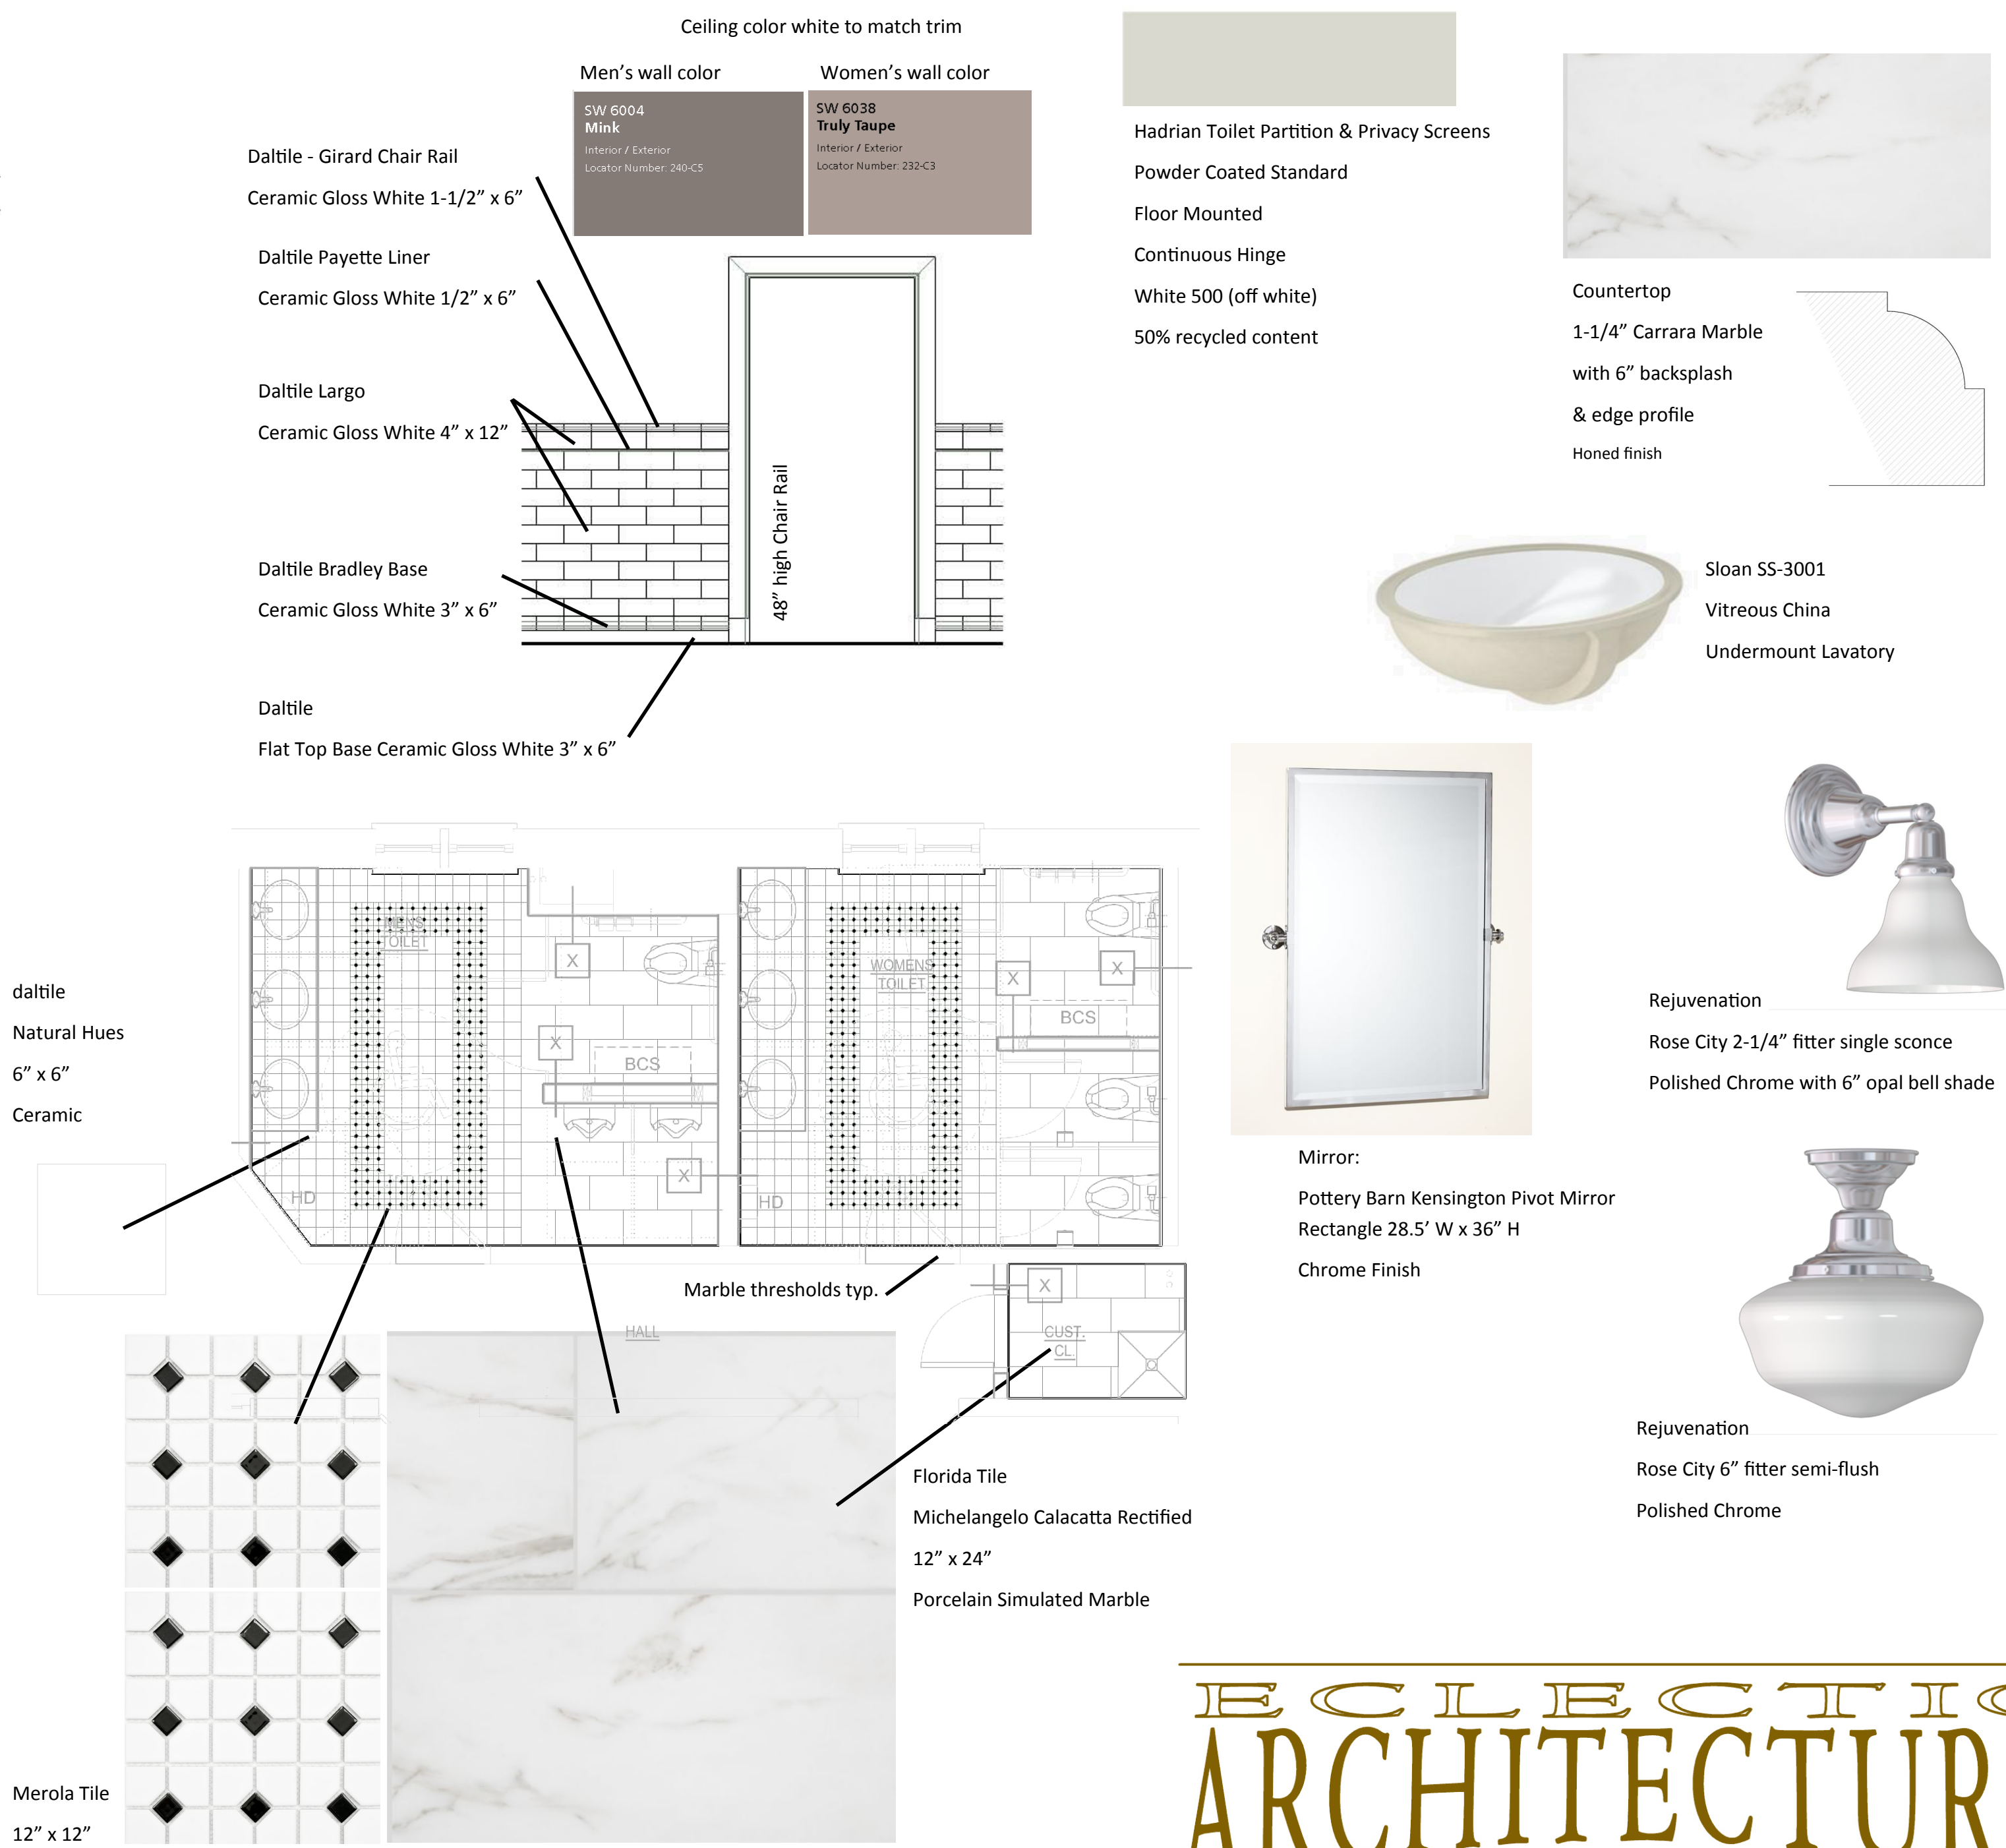 Ceiling color white to match trim
Men’s wall color
Women’s wall color
SW 6004
Mink
Interior / Exterior
Locator Number: 240-C5
SW 6038
Truly Taupe
Interior / Exterior
Locator Number: 232-C3
Daltile - Girard Chair Rail
Ceramic Gloss White 1-1/2” x 6”
Daltile Payette Liner
Ceramic Gloss White 1/2” x 6”
Daltile Largo
Ceramic Gloss White 4” x 12”
Daltile Bradley Base
Ceramic Gloss White 3” x 6”
Daltile
Flat Top Base Ceramic Gloss White 3” x 6”
48” high Chair Rail
Hadrian Toilet Partition & Privacy Screens
Powder Coated Standard
Floor Mounted
Continuous Hinge
White 500 (off white)
50% recycled content
Countertop
1-1/4” Carrara Marble
with 6” backsplash
& edge profile
Honed finish
Sloan SS-3001
Vitreous China
Undermount Lavatory
Mirror:
Pottery Barn Kensington Pivot Mirror
Rectangle 28.5’ W x 36” H
Chrome Finish
Rejuvenation
Rose City 2-1/4” fitter single sconce
Polished Chrome with 6” opal bell shade
Rejuvenation
Rose City 6” fitter semi-flush
Polished Chrome
daltile
Natural Hues
6” x 6”
Ceramic
MENS
TOILET
X
X
BCS
X
HD
WOMENS
TOILET
X
X
BCS
HD
Marble thresholds typ.
HALL
X
CUST.
CL.
Florida Tile
Michelangelo Calacatta Rectified
12” x 24”
Porcelain Simulated Marble
Merola Tile
12” x 12”
ECLECTIC
ARCHITECTUR